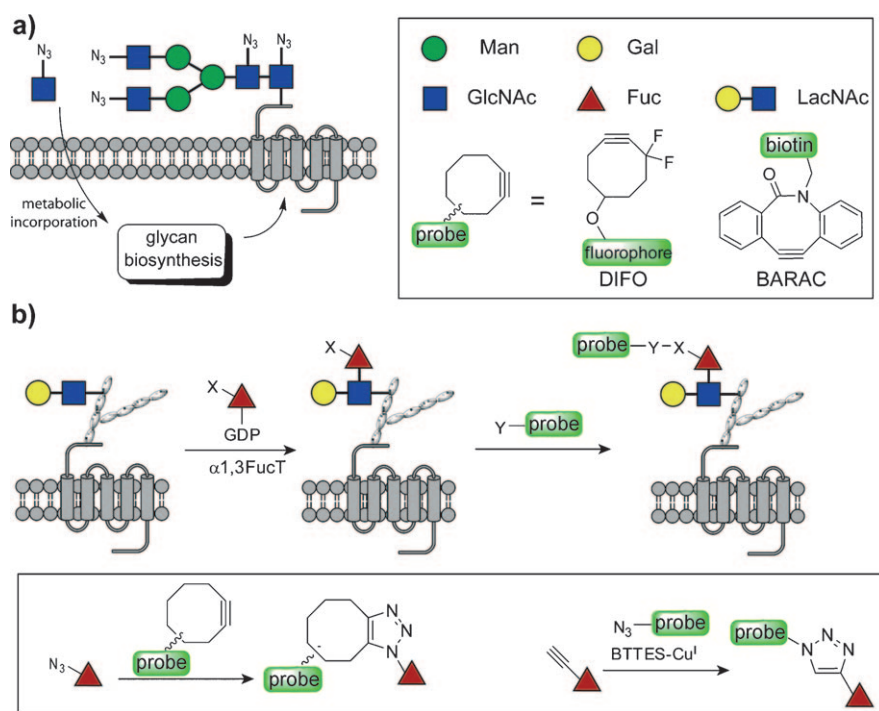 a)
N3
N3
N3
N3
N3
metabolic
incorporation
glycan
biosynthesis
Man
Gal
GlcNAc
Fuc
LacNAc
probe
=
F
F
O
fluorophore
DIFO
biotin
O
N
BARAC
b)
X
GDP
α1,3FucT
X
Y probe
probe Y X
N3
probe
probe
N
N
N
N3 probe
BTTES-CuI
probe
N
N
N